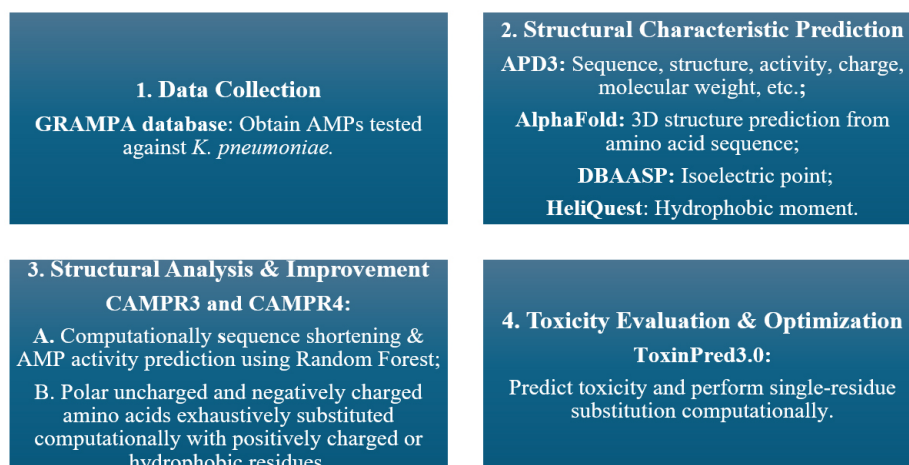 1. Data Collection
GRAMPA database: Obtain AMPs tested
against K. pneumoniae.
2. Structural Characteristic Prediction
APD3: Sequence, structure, activity, charge,
molecular weight, etc.;
AlphaFold: 3D structure prediction from
amino acid sequence;
DBAASP: Isoelectric point;
HeliQuest: Hydrophobic moment.
3. Structural Analysis & Improvement
CAMPR3 and CAMPR4:
A. Computationally sequence shortening &
AMP activity prediction using Random Forest;
B. Polar uncharged and negatively charged
amino acids exhaustively substituted
computationally with positively charged or
hydrophobic residues
4. Toxicity Evaluation & Optimization
ToxinPred3.0:
Predict toxicity and perform single-residue
substitution computationally.